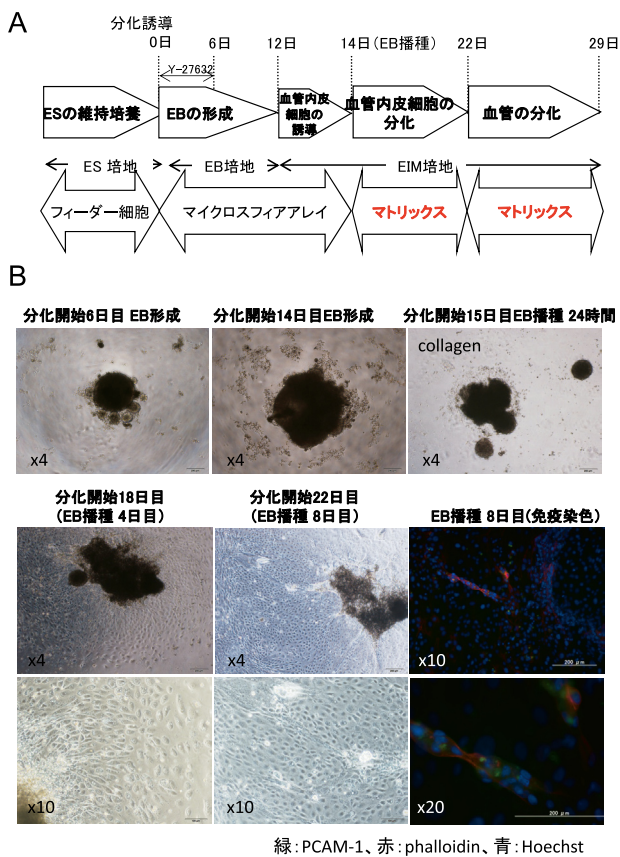 A
分化誘導
0日 6日 12日 14日(EB播種) 22日 29日
Y-27632
ESの維持培養
EBの形成
血管内皮
細胞の
誘導
血管内皮細胞の
分化
血管の分化
ES 培地 EB培地 EIM培地
フィーダー細胞 マイクロスフィアアレイ マトリックス マトリックス
B
分化開始6日目 EB形成 分化開始14日目EB形成 分化開始15日目EB播種 24時間
collagen
x4 x4 x4
分化開始18日目
(EB播種 4日目)
分化開始22日目
(EB播種 8日目)
EB播種 8日目(免疫染色)
x4 x4 x10
200 μm
x10 x10 x20
200 μm
緑:PCAM-1、赤:phalloidin、青:Hoechst